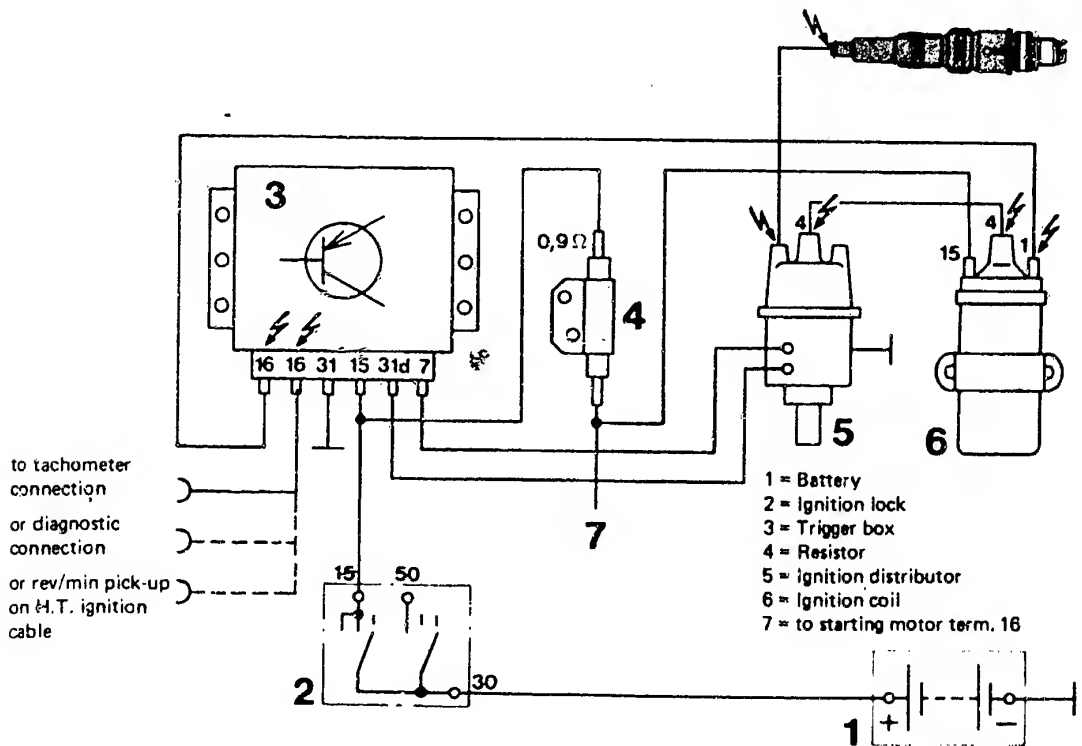 3
4
4
1
15
0,9 Ω
4
16 16 31 15 31d 7
5
6
7
to tachometer
connection
or diagnostic
connection
or rev/min pick-up
on H.T. ignition
cable
1 = Battery
2 = Ignition lock
3 = Trigger box
4 = Resistor
5 = Ignition distributor
6 = Ignition coil
7 = to starting motor term. 16
15 50
30
2
1
+ −